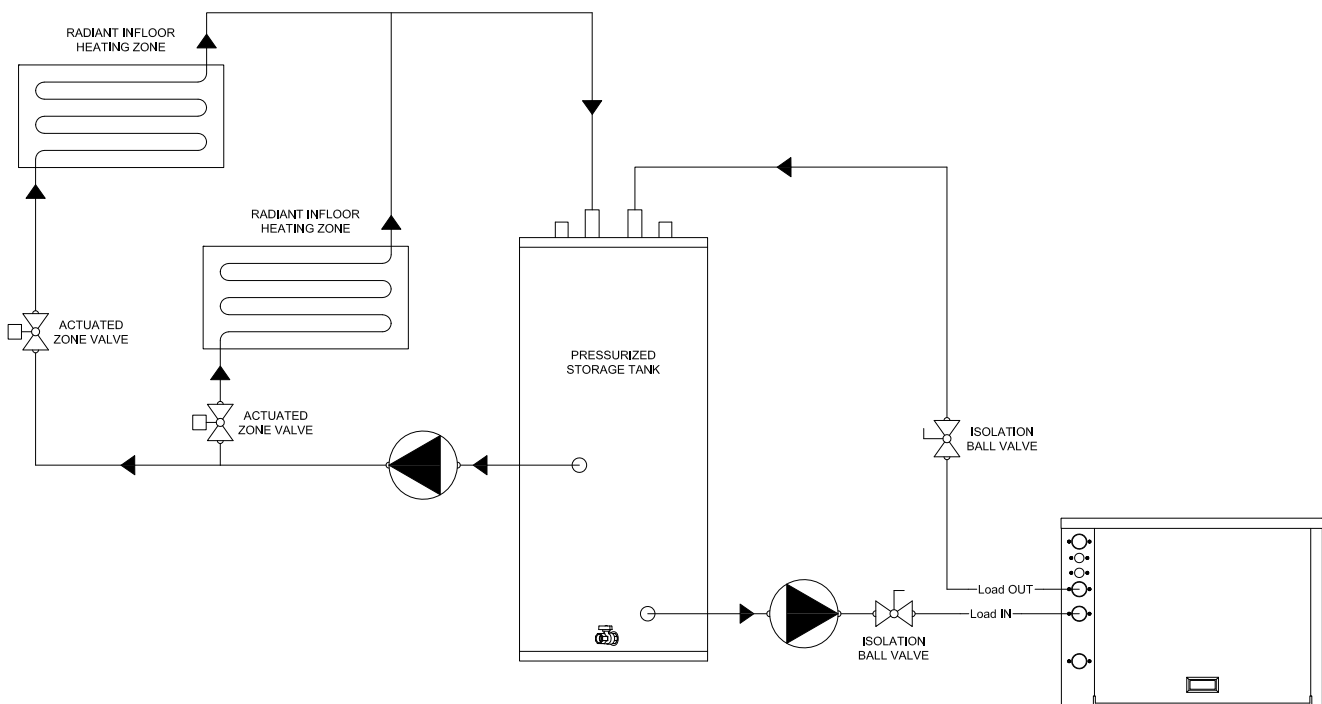 RADIANT INFLOOR
HEATING ZONE
RADIANT INFLOOR
HEATING ZONE
ACTUATED
ZONE VALVE
PRESSURIZED
STORAGE TANK
ACTUATED
ZONE VALVE
ISOLATION
BALL VALVE
Load OUT
Load IN
ISOLATION
BALL VALVE